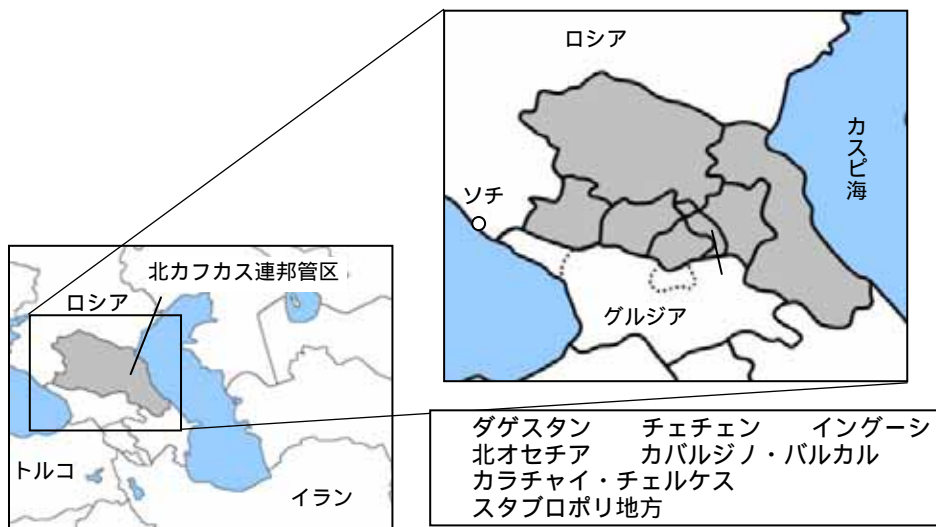 ロシア
カスピ海
ソチ
グルジア
北カフカス連邦管区
ロシア
トルコ
イラン
ダゲスタン チェチェン イングーシ
北オセチア カバルジノ・バルカル
カラチャイ・チェルケス
スタブロポリ地方